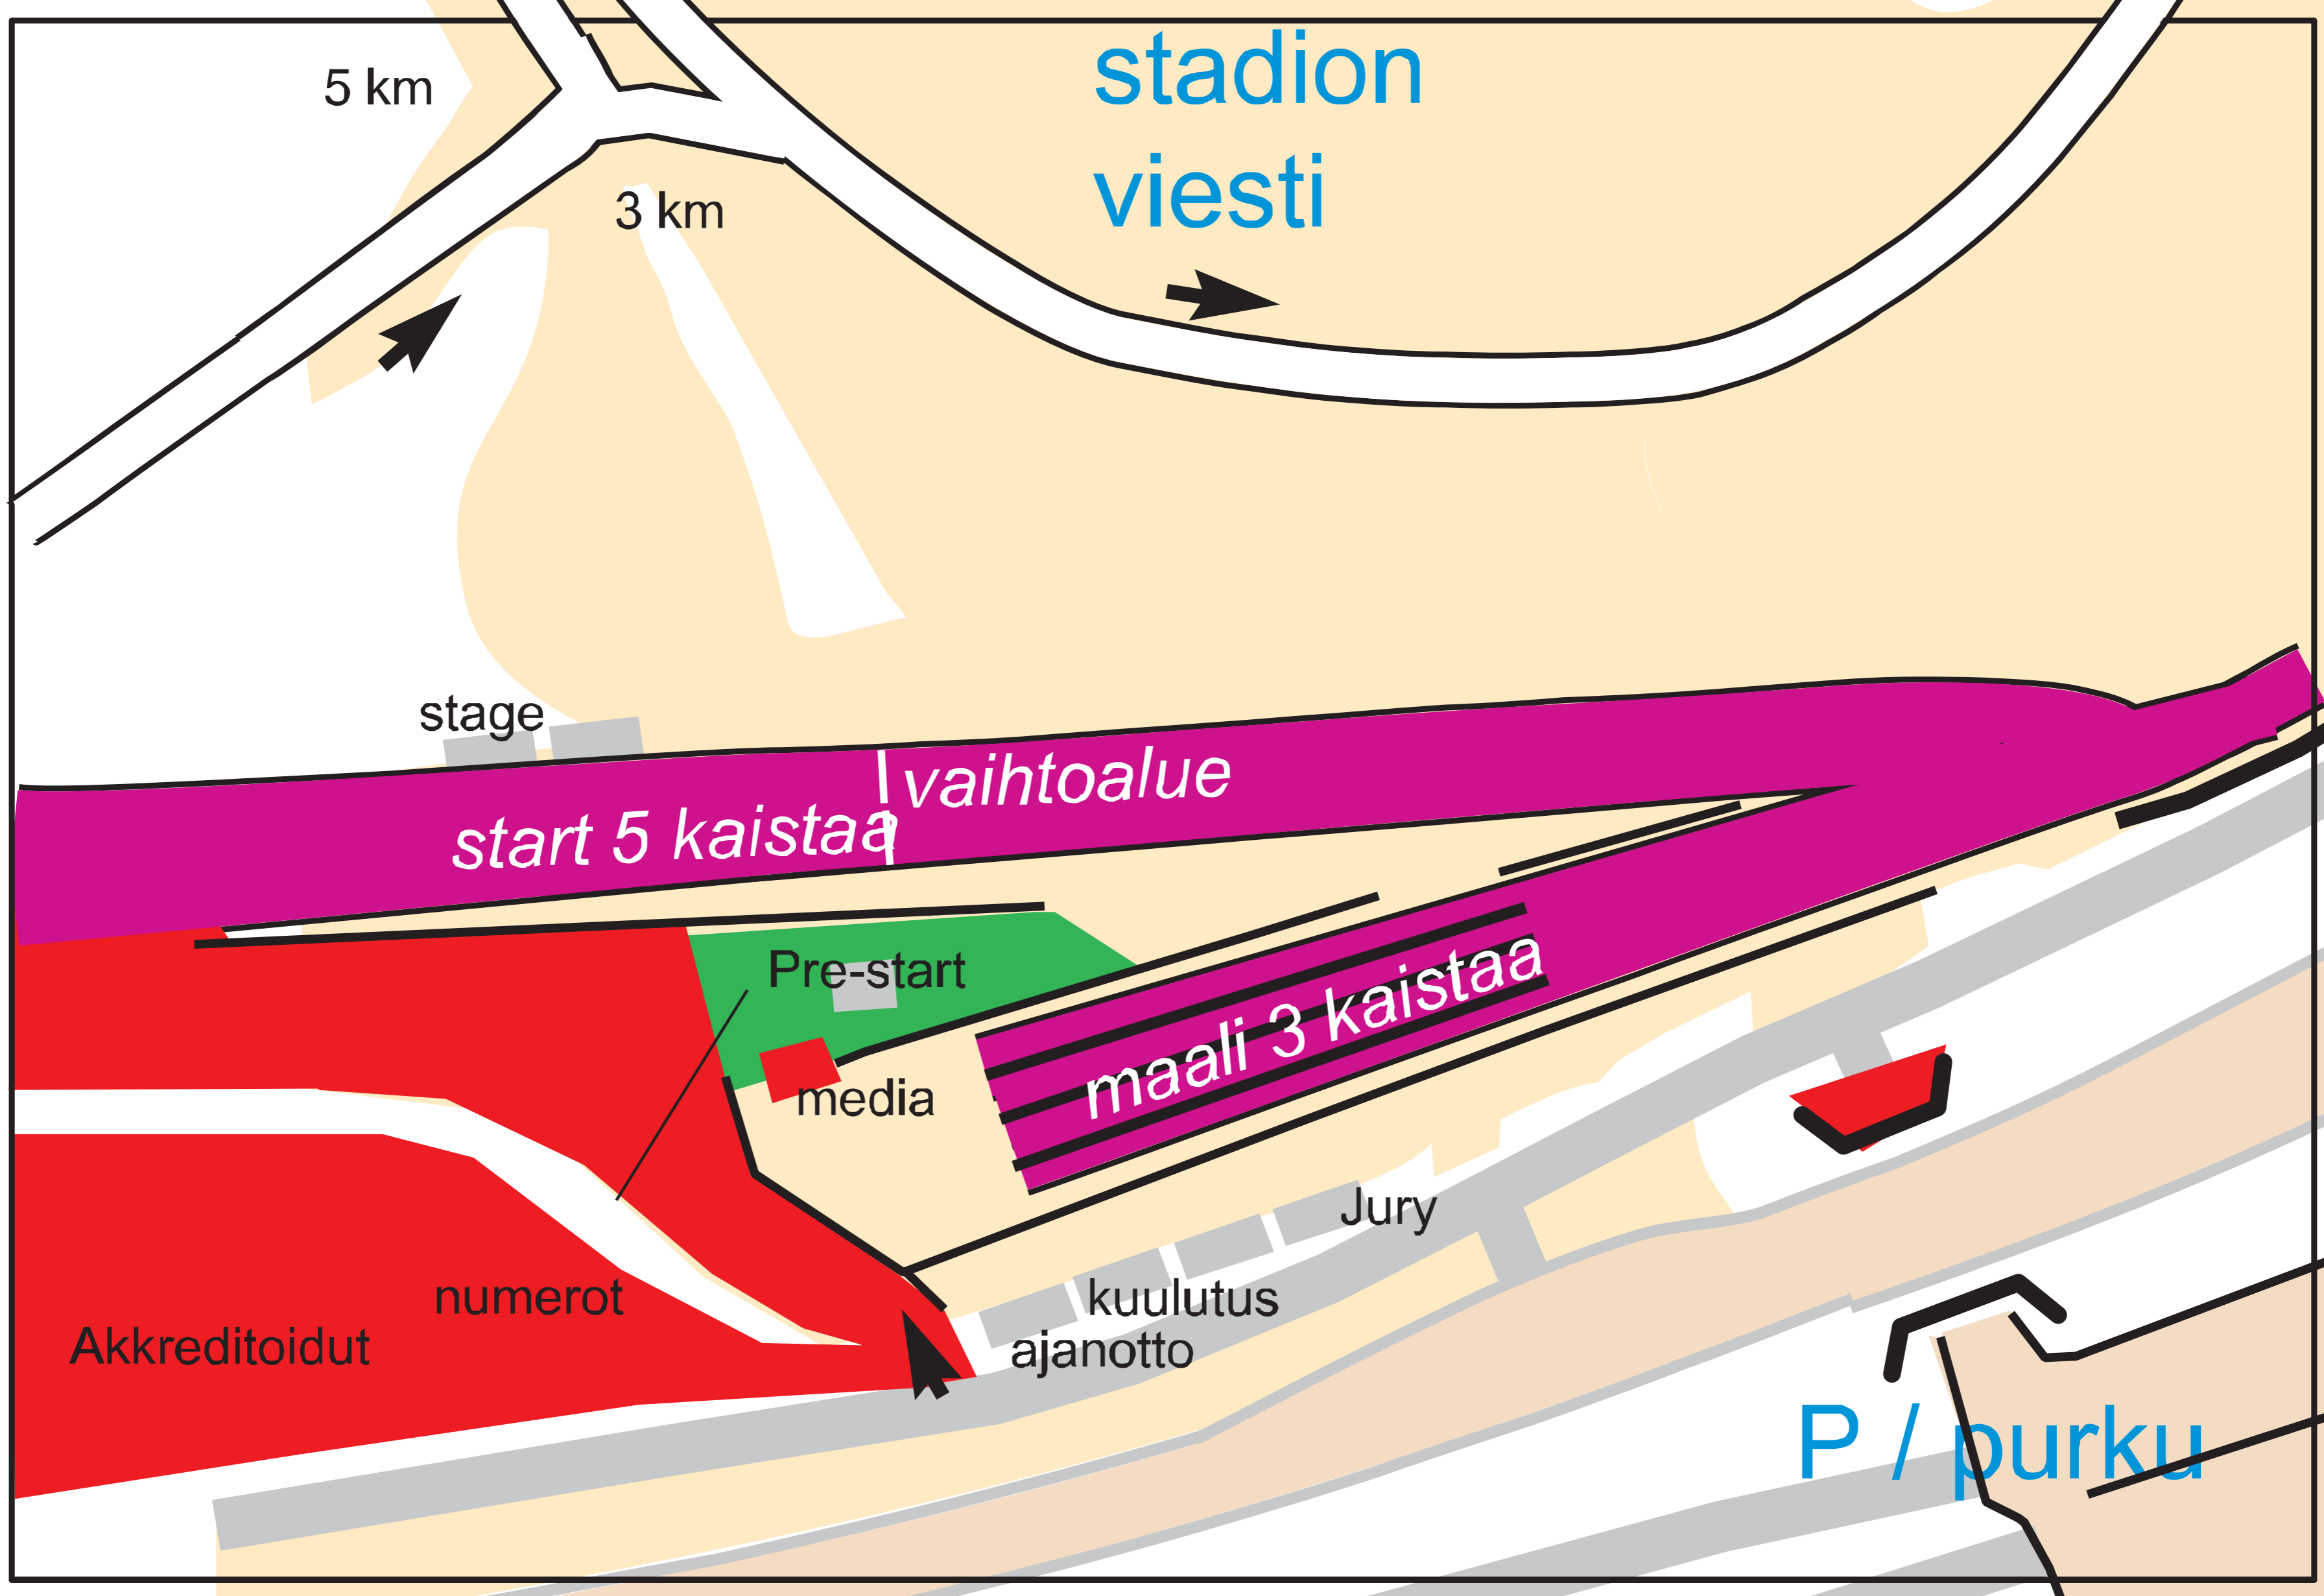 stadion
viesti
5 km
3 km
stage
vaihtoalue
start 5 kaistaa
Pre-start
maali 3 kaistaa
media
Jury
numerot
kuulutus
Akkreditoidut
ajanotto
P / purku